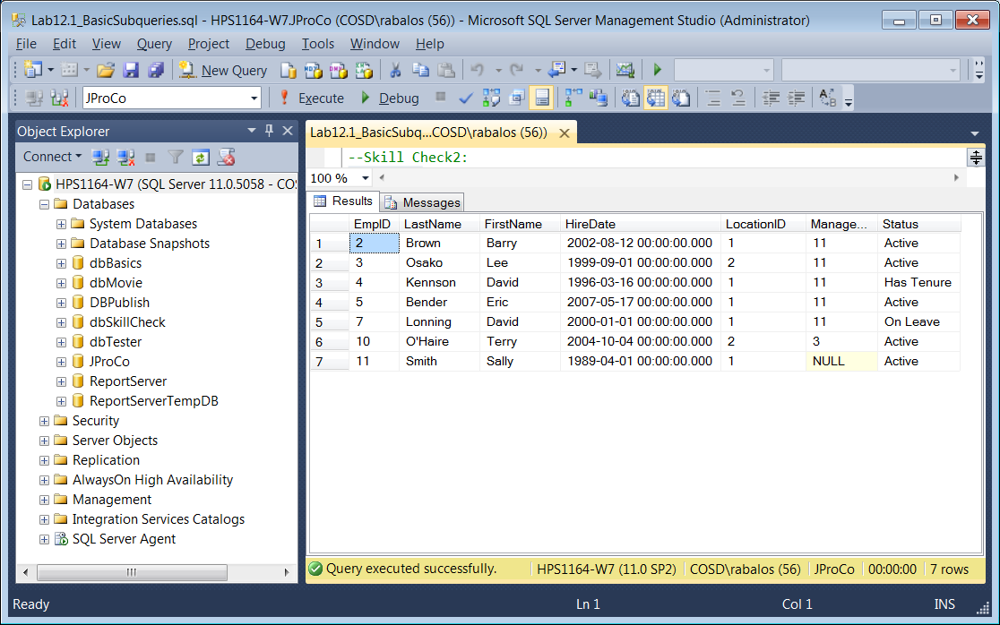 Lab12.1_BasicSubqueries.sql - HPS1164-W7JProCo (COSD\rabalos (56)) - Microsoft SQL Server Management Studio (Administrator)
File Edit View Query Project Debug Tools Window Help
New Query
JProCo Execute Debug
Object Explorer
Connect
HPS1164-W7 (SQL Server 11.0.5058 - CO
Databases
System Databases
Database Snapshots
dbBasics
dbMovie
DBPublish
dbSkillCheck
dbTester
JProCo
ReportServer
ReportServerTempDB
Security
Server Objects
Replication
AlwaysOn High Availability
Management
Integration Services Catalogs
SQL Server Agent
Lab12.1_BasicSubq...COSD\rabalos (56))
--Skill Check2:
100 %
Results Messages
EmpID LastName FirstName HireDate LocationID Manage... Status
1 2 Brown Barry 2002-08-12 00:00:00.000 1 11 Active
2 3 Osako Lee 1999-09-01 00:00:00.000 2 11 Active
3 4 Kennson David 1996-03-16 00:00:00.000 1 11 Has Tenure
4 5 Bender Eric 2007-05-17 00:00:00.000 1 11 Active
5 7 Lonning David 2000-01-01 00:00:00.000 1 11 On Leave
6 10 O'Haire Terry 2004-10-04 00:00:00.000 2 3 Active
7 11 Smith Sally 1989-04-01 00:00:00.000 1 NULL Active
Query executed successfully. HPS1164-W7 (11.0 SP2) COSD\rabalos (56) JProCo 00:00:00 7 rows
Ready Ln 1 Col 1 INS